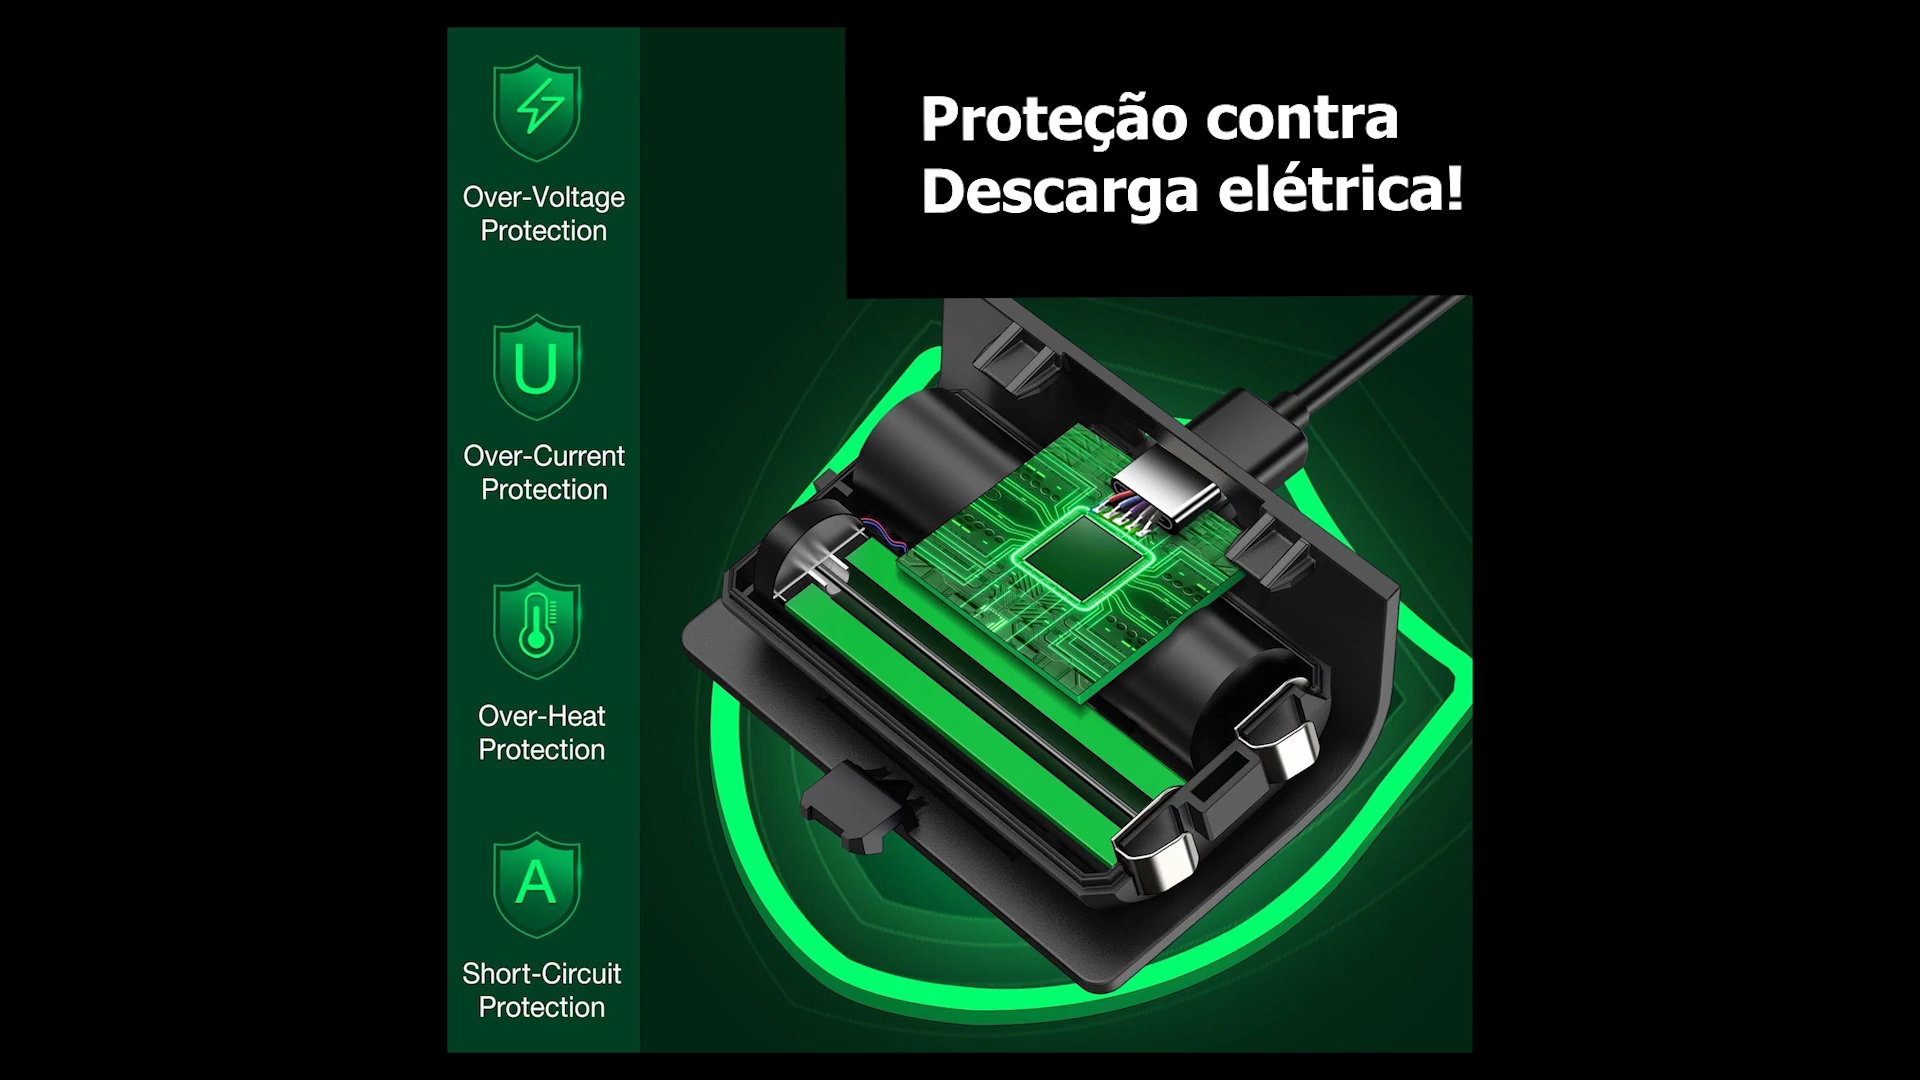 Proteção contra
Descarga elétrica!
Over-Voltage
Protection
U
Over-Current
Protection
Over-Heat
Protection
A
Short-Circuit
Protection